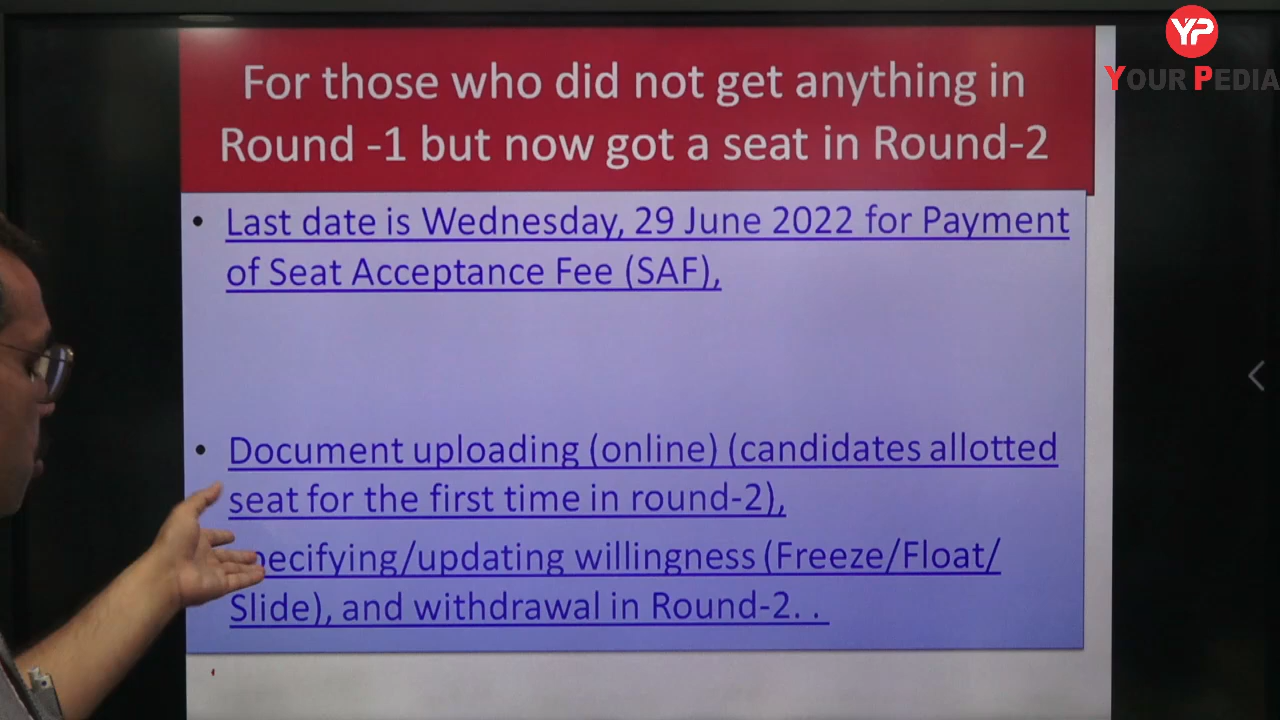 YP
YOUR PEDIA
For those who did not get anything in
Round -1 but now got a seat in Round-2
• Last date is Wednesday, 29 June 2022 for Payment
of Seat Acceptance Fee (SAF),
• Document uploading (online) (candidates allotted
seat for the first time in round-2),
pecifying/updating willingness (Freeze/Float/
Slide), and withdrawal in Round-2. .